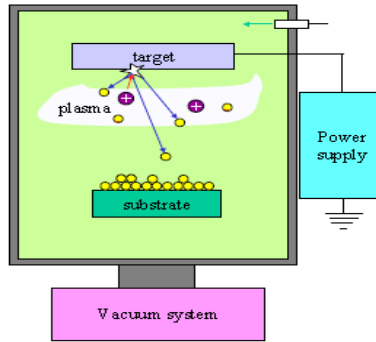 target
plasma
+
+
Power
supply
substrate
Vacuum system